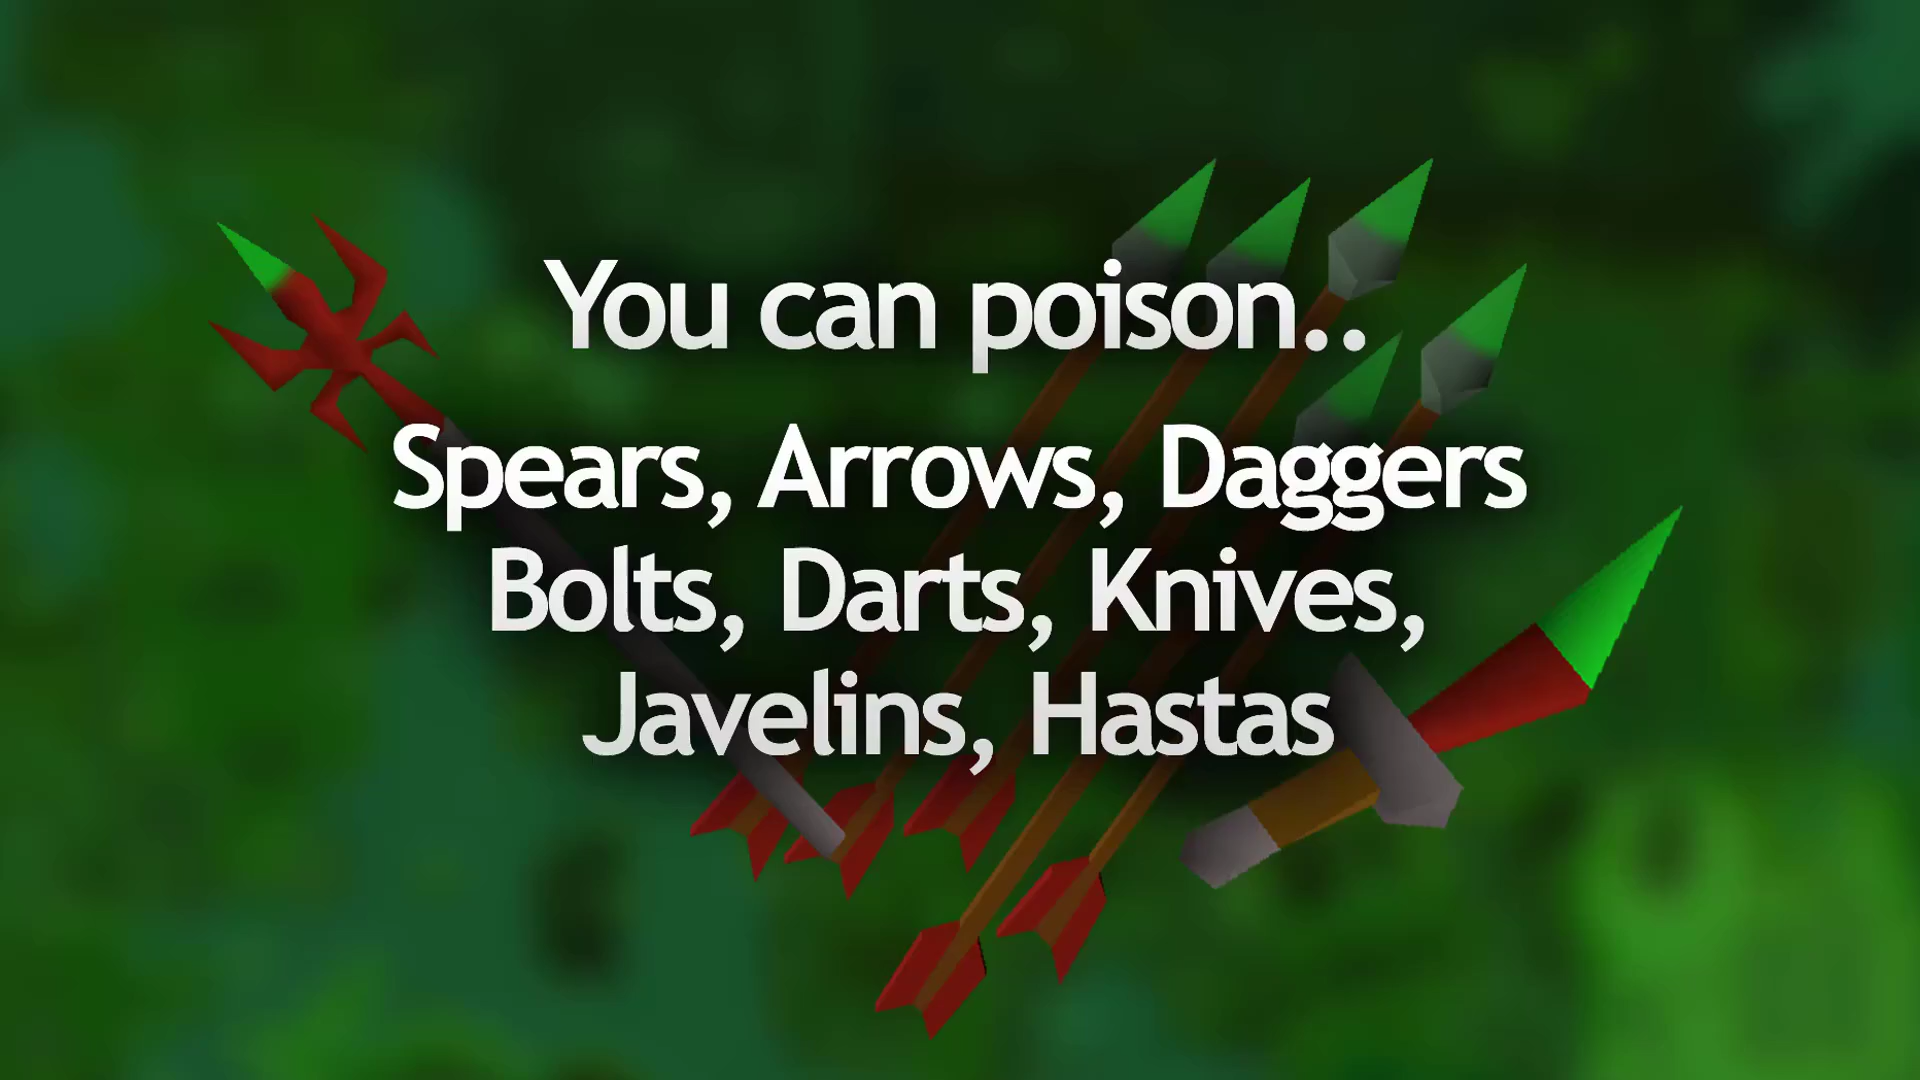 You can poison..
Spears, Arrows, Daggers
Bolts, Darts, Knives,
Javelins, Hastas